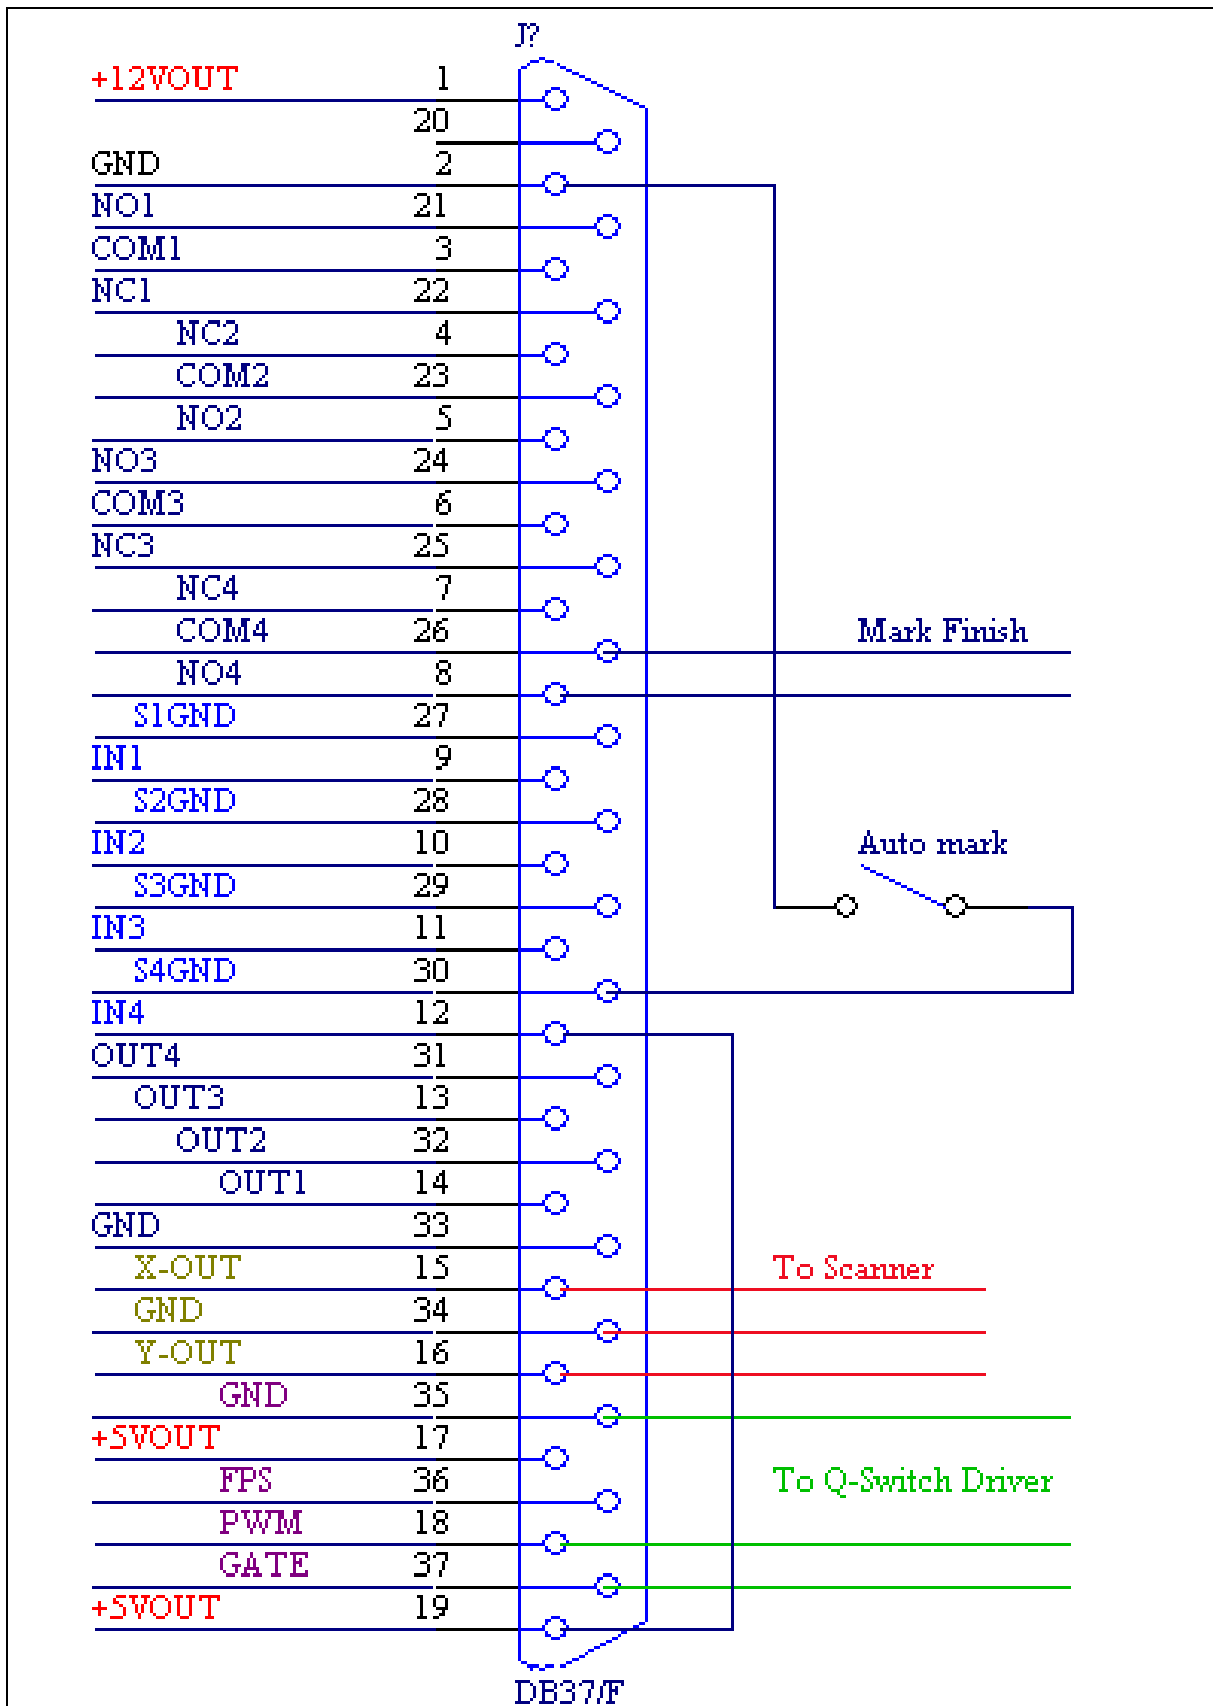 J?
+12VOUT 1
20
GND 2
NO1 21
COM1 3
NC1 22
NC2 4
COM2 23
NO2 5
NO3 24
COM3 6
NC3 25
NC4 7
COM4 26 Mark Finish
NO4 8
S1GND 27
IN1 9
S2GND 28
IN2 10 Auto mark
S3GND 29
IN3 11
S4GND 30
IN4 12
OUT4 31
OUT3 13
OUT2 32
OUT1 14
GND 33
X-OUT 15 To Scanner
GND 34
Y-OUT 16
GND 35
+5VOUT 17
FPS 36 To Q-Switch Driver
PWM 18
GATE 37
+5VOUT 19
DB37/F